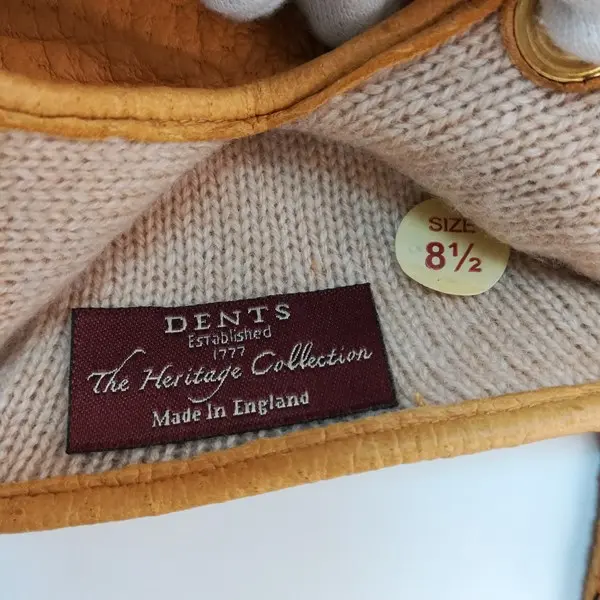 SIZE
8½
DENTS
Established
1777
The Heritage Collection
Made In England